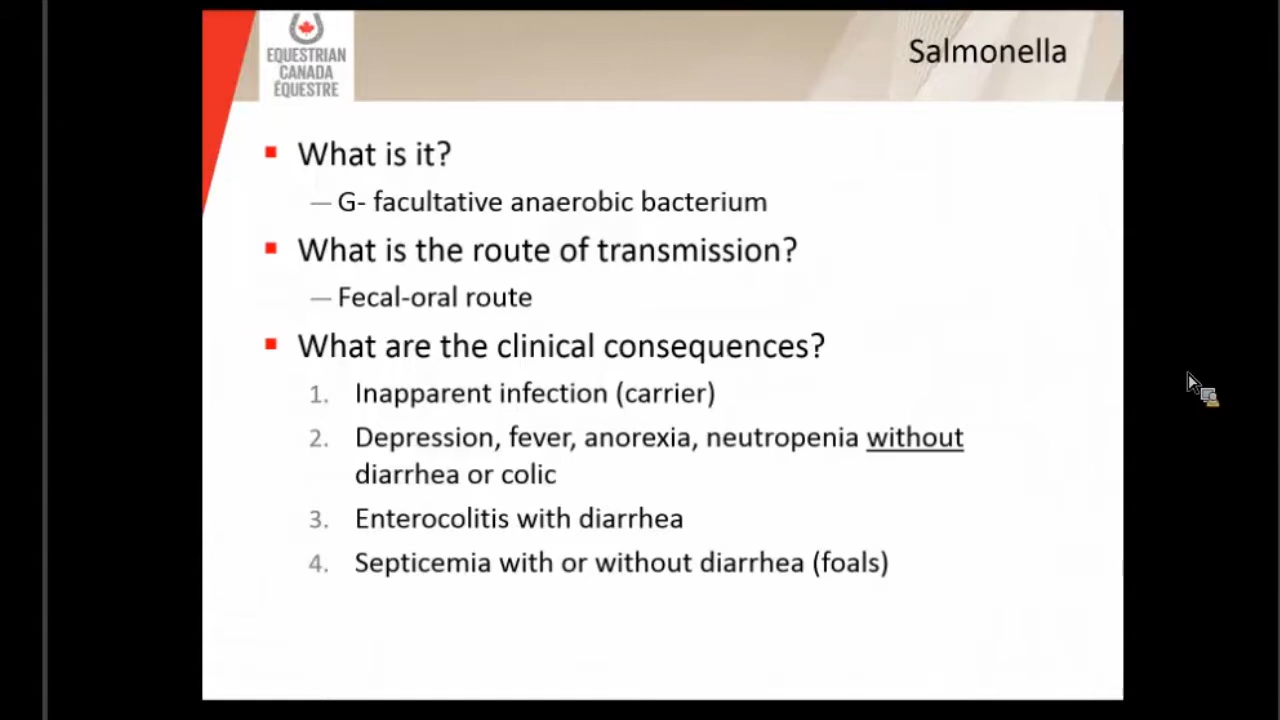 EQUESTRIAN
CANADA
ÉQUESTRE
Salmonella
What is it?
— G- facultative anaerobic bacterium
What is the route of transmission?
— Fecal-oral route
What are the clinical consequences?
1. Inapparent infection (carrier)
2. Depression, fever, anorexia, neutropenia without
diarrhea or colic
3. Enterocolitis with diarrhea
4. Septicemia with or without diarrhea (foals)